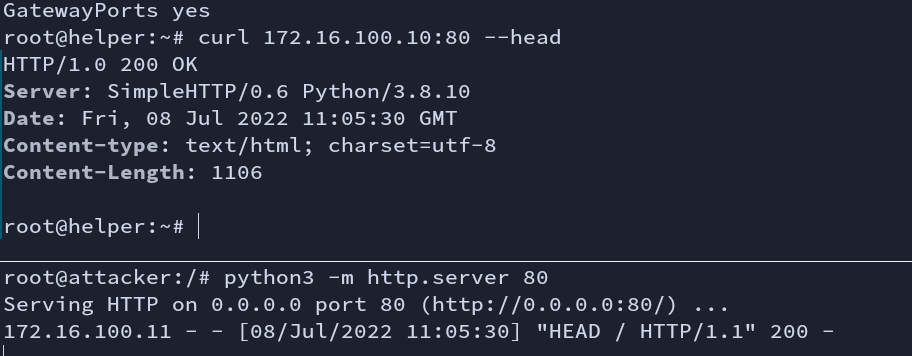 GatewayPorts yes
root@helper:~# curl 172.16.100.10:80 --head
HTTP/1.0 200 OK
Server: SimpleHTTP/0.6 Python/3.8.10
Date: Fri, 08 Jul 2022 11:05:30 GMT
Content-type: text/html; charset=utf-8
Content-Length: 1106
root@helper:~#
root@attacker:/# python3 -m http.server 80
Serving HTTP on 0.0.0.0 port 80 (http://0.0.0.0:80/) ...
172.16.100.11 - - [08/Jul/2022 11:05:30] "HEAD / HTTP/1.1" 200 -